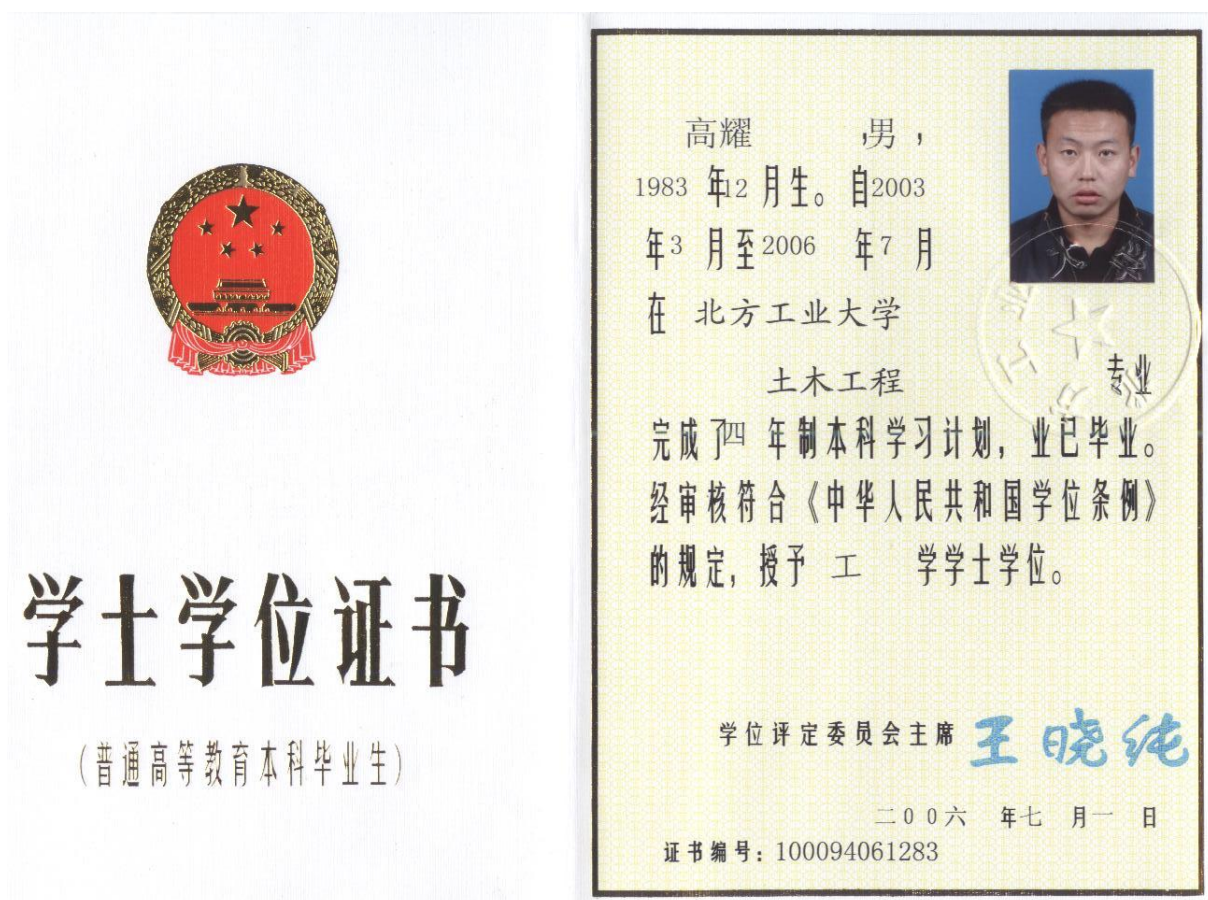 学士学位证书
(普通高等教育本科毕业生)
高耀 ,男,
1983 年12 月生。自2003
年3 月至2006 年7 月
在 北方工业大学
土木工程 专业
完成了四 年制本科学习计划,业已毕业。
经审核符合《中华人民共和国学位条例》
的规定,授予 工 学学士学位。
学位评定委员会主席 王晓纯
二00六 年七 月一 日
证书编号:100094061283